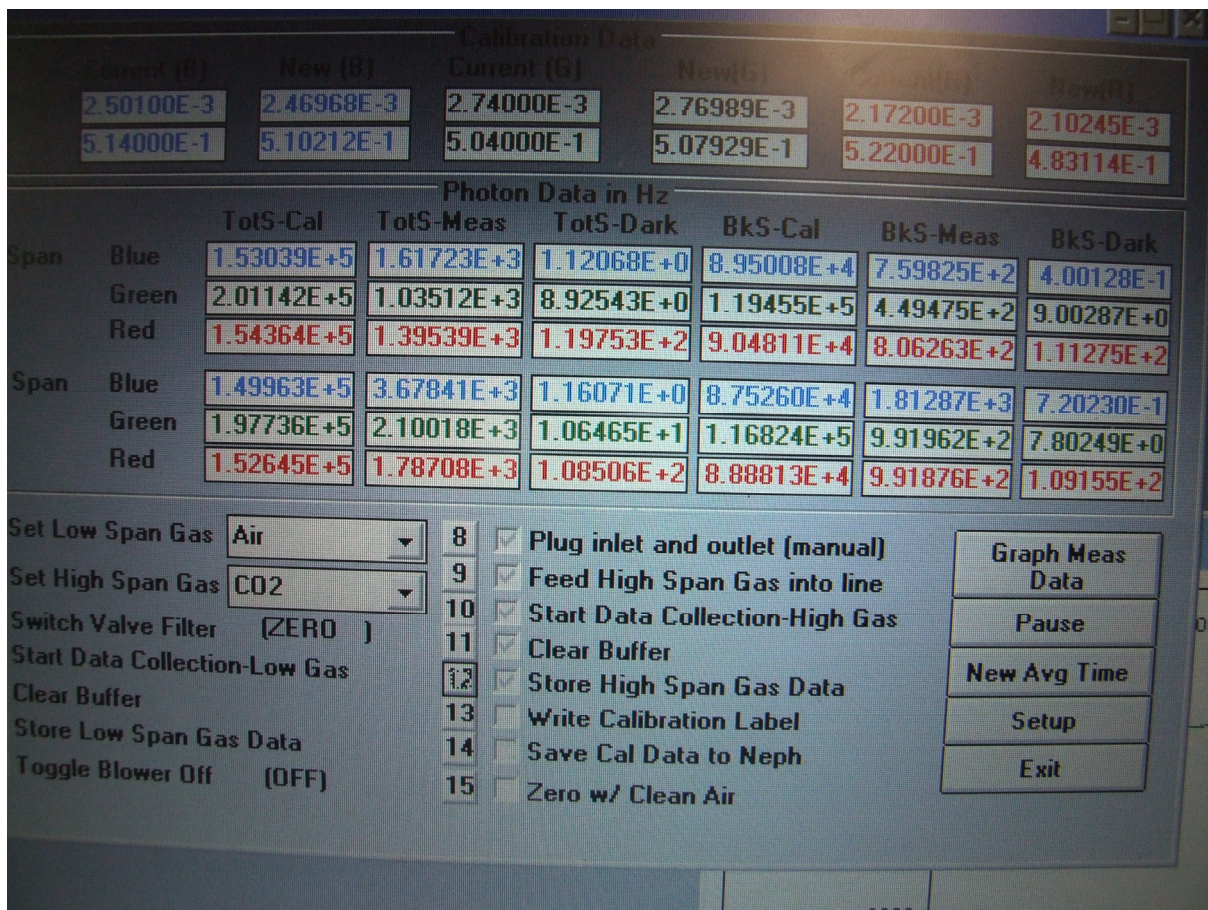 Calibration Data
Current (B) New (B) Current (G) New(G) Current(R) New(R)
2.50100E-3 2.46968E-3 2.74000E-3 2.76989E-3 2.17200E-3 2.10245E-3
5.14000E-1 5.10212E-1 5.04000E-1 5.07929E-1 5.22000E-1 4.83114E-1
Photon Data in Hz
TotS-Cal TotS-Meas TotS-Dark BkS-Cal BkS-Meas BkS-Dark
Span Blue 1.53039E+5 1.61723E+3 1.12068E+0 8.95008E+4 7.59825E+2 4.00128E-1
Green 2.01142E+5 1.03512E+3 8.92543E+0 1.19455E+5 4.49475E+2 9.00287E+0
Red 1.54364E+5 1.39539E+3 1.19753E+2 9.04811E+4 8.06263E+2 1.11275E+2
Span Blue 1.49963E+5 3.67841E+3 1.16071E+0 8.75260E+4 1.81287E+3 7.20230E-1
Green 1.97736E+5 2.10018E+3 1.06465E+1 1.16824E+5 9.91962E+2 7.80249E+0
Red 1.52645E+5 1.78708E+3 1.08506E+2 8.88813E+4 9.91876E+2 1.09155E+2
Set Low Span Gas Air
Set High Span Gas CO2
Switch Valve Filter (ZERO )
Start Data Collection-Low Gas
Clear Buffer
Store Low Span Gas Data
Toggle Blower Off (OFF)
8 Plug inlet and outlet (manual)
9 Feed High Span Gas into line
10 Start Data Collection-High Gas
11 Clear Buffer
12 Store High Span Gas Data
13 Write Calibration Label
14 Save Cal Data to Neph
15 Zero w/ Clean Air
Graph Meas
Data
Pause
New Avg Time
Setup
Exit